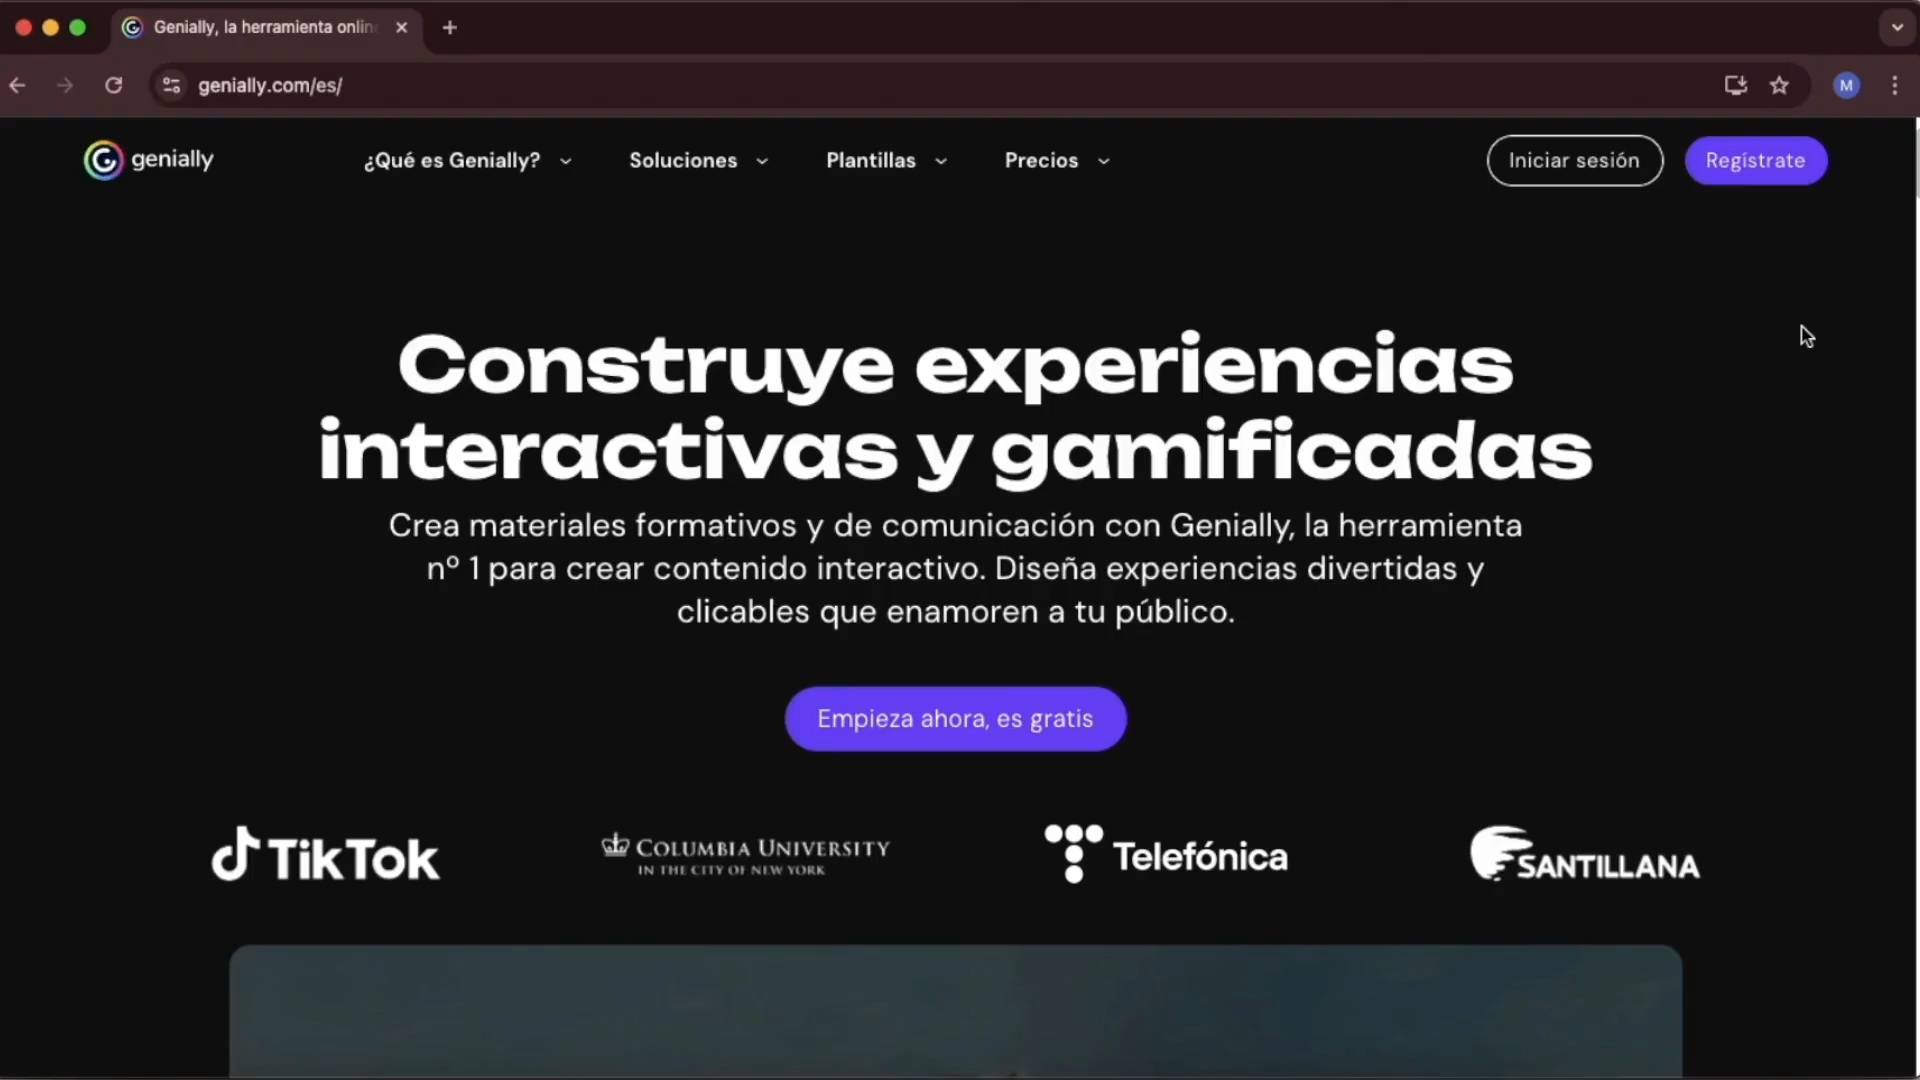 Genially, la herramienta onlin
genially.com/es/
M
genially
¿Qué es Genially?
Soluciones
Plantillas
Precios
Iniciar sesión
Regístrate
Construye experiencias
interactivas y gamificadas
Crea materiales formativos y de comunicación con Genially, la herramienta
nº 1 para crear contenido interactivo. Diseña experiencias divertidas y
clicables que enamoren a tu público.
Empieza ahora, es gratis
TikTok
COLUMBIA UNIVERSITY
IN THE CITY OF NEW YORK
Telefónica
SANTILLANA